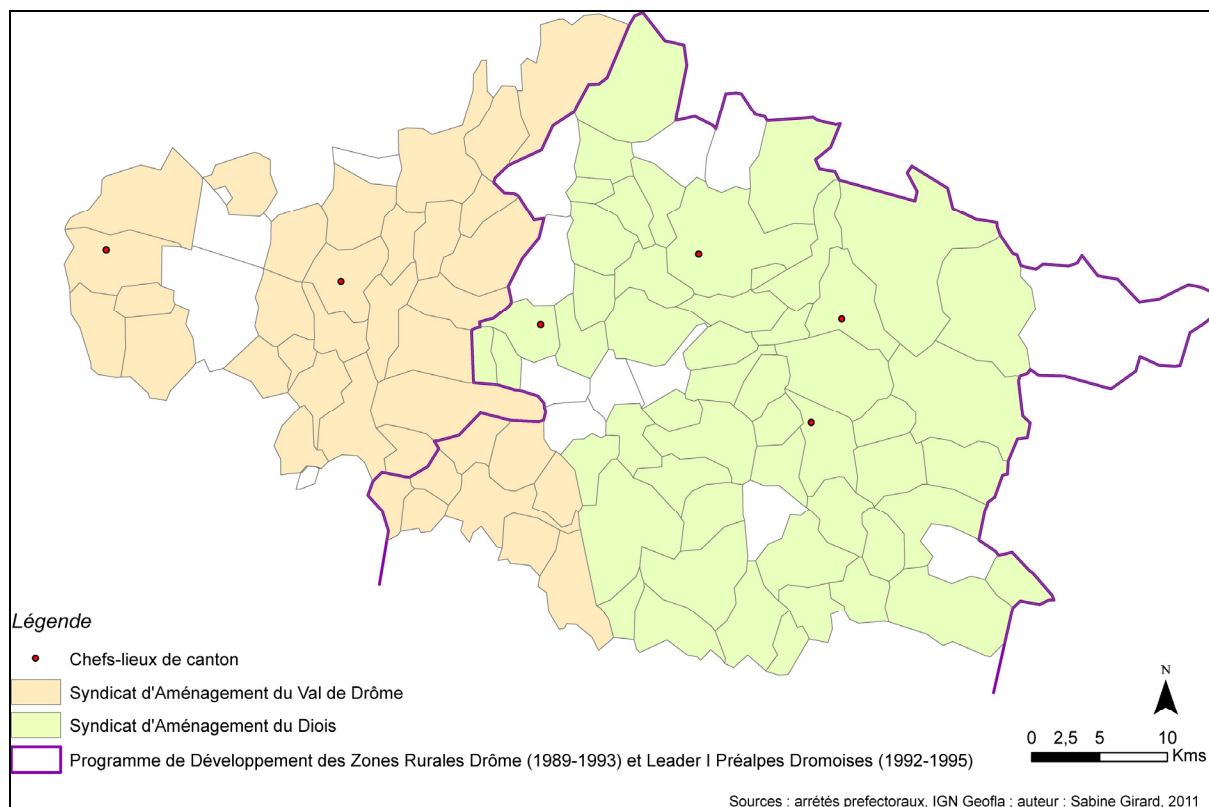 Légende
Chefs-lieux de canton
Syndicat d'Aménagement du Val de Drôme
Syndicat d'Aménagement du Diois
Programme de Développement des Zones Rurales Drôme (1989-1993) et Leader I Préalpes Dromoises (1992-1995)
N
0 2,5 5 10
Kms
Sources : arrétés prefectoraux, IGN Geofla ; auteur : Sabine Girard, 2011